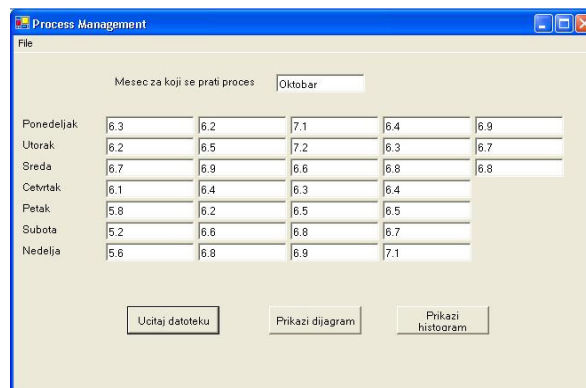 Process Management
File
Mesec za koji se prati proces Oktobar
Ponedeljak 6.3 6.2 7.1 6.4 6.9
Utorak 6.2 6.5 7.2 6.3 6.7
Sreda 6.7 6.9 6.6 6.8 6.8
Cetvrtak 6.1 6.4 6.3 6.4
Petak 5.8 6.2 6.5 6.5
Subota 5.2 6.6 6.8 6.7
Nedelja 5.6 6.8 6.9 7.1
Ucitaj datoteku Prikazi dijagram Prikazi
histogram